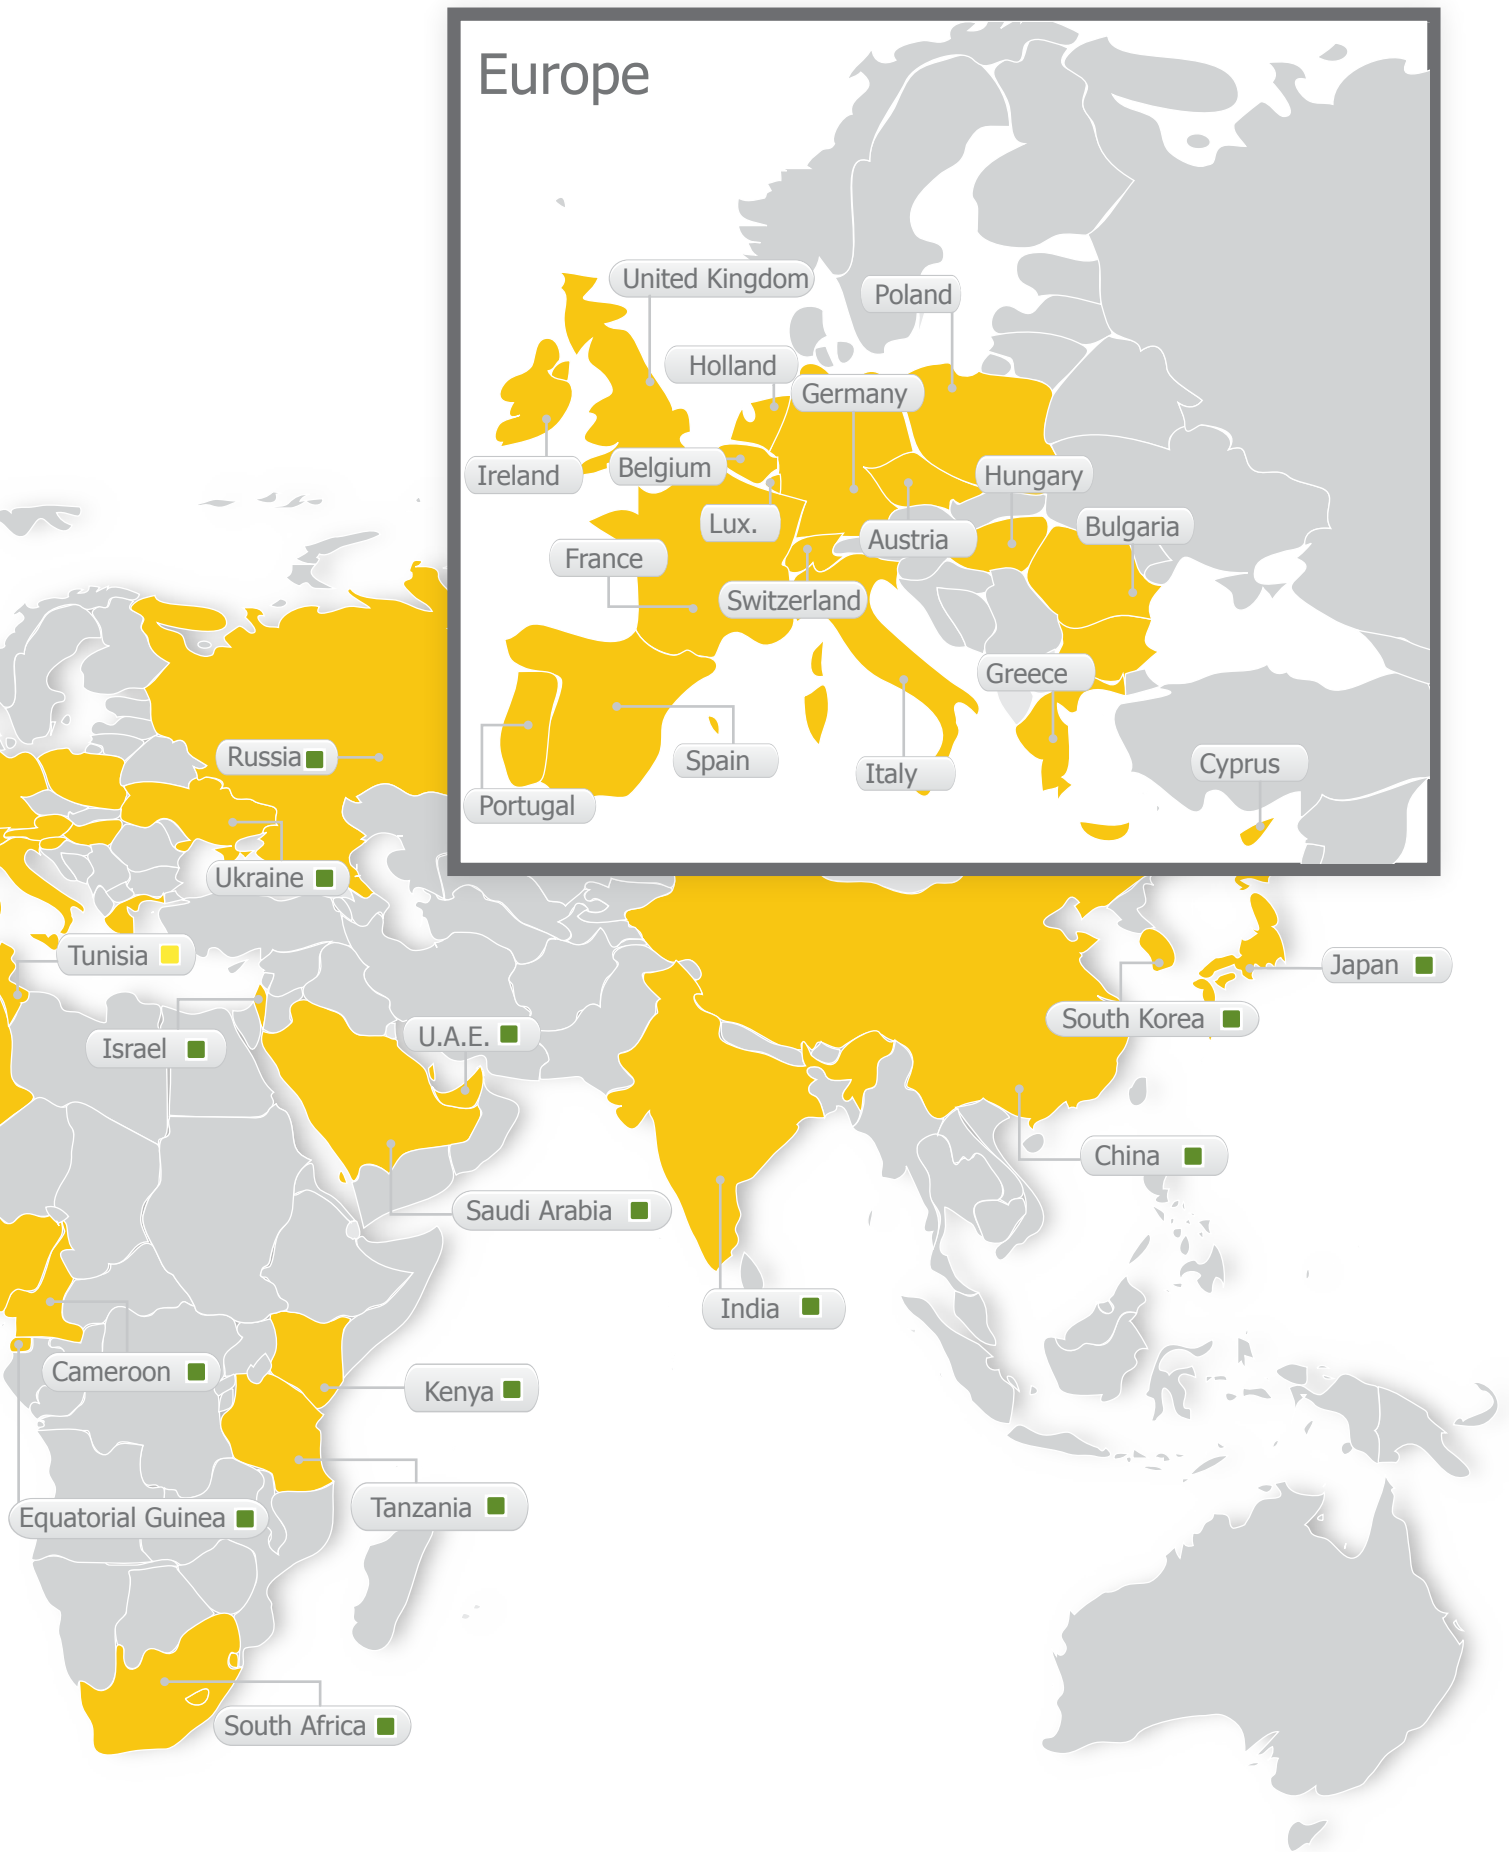 Europe
United Kingdom
Poland
Holland
Germany
Ireland
Belgium
Hungary
Lux.
Austria
Bulgaria
France
Switzerland
Greece
Spain
Italy
Cyprus
Portugal
Russia
Ukraine
Tunisia
Japan
South Korea
Israel
U.A.E.
China
Saudi Arabia
India
Cameroon
Kenya
Equatorial Guinea
Tanzania
South Africa